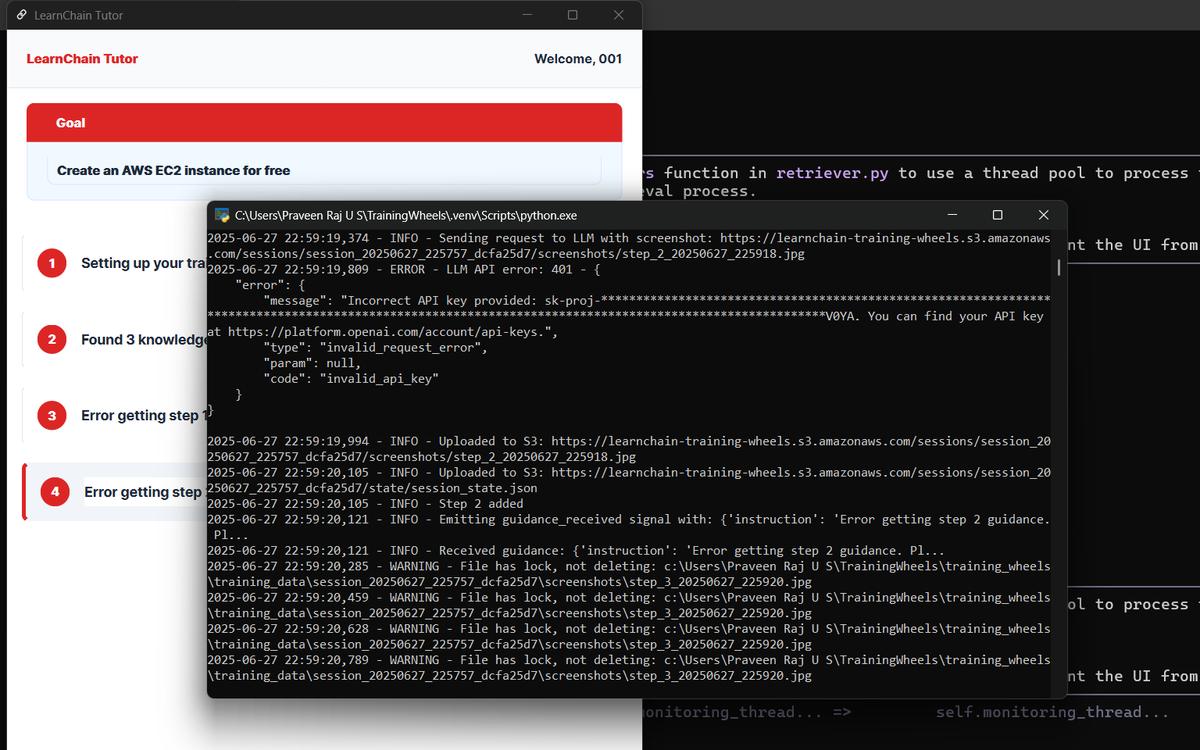 LearnChain Tutor
LearnChain Tutor
Welcome, 001
Goal
Create an AWS EC2 instance for free
1 Setting up your tra
2 Found 3 knowledge
3 Error getting step 1
4 Error getting step
C:\Users\Praveen Raj U S\TrainingWheels\.venv\Scripts\python.exe
2025-06-27 22:59:19,374 - INFO - Sending request to LLM with screenshot: https://learnchain-training-wheels.s3.amazonaws
.com/sessions/session_20250627_225757_dcfa25d7/screenshots/step_2_20250627_225918.jpg
2025-06-27 22:59:19,809 - ERROR - LLM API error: 401 - {
"error": {
"message": "Incorrect API key provided: sk-proj-************************************************************
***********************************************************************************V0YA. You can find your API key
at https://platform.openai.com/account/api-keys.",
"type": "invalid_request_error",
"param": null,
"code": "invalid_api_key"
}
}
2025-06-27 22:59:19,994 - INFO - Uploaded to S3: https://learnchain-training-wheels.s3.amazonaws.com/sessions/session_20
250627_225757_dcfa25d7/screenshots/step_2_20250627_225918.jpg
2025-06-27 22:59:20,105 - INFO - Uploaded to S3: https://learnchain-training-wheels.s3.amazonaws.com/sessions/session_20
250627_225757_dcfa25d7/state/session_state.json
2025-06-27 22:59:20,105 - INFO - Step 2 added
2025-06-27 22:59:20,121 - INFO - Emitting guidance_received signal with: {'instruction': 'Error getting step 2 guidance.
Pl...
2025-06-27 22:59:20,121 - INFO - Received guidance: {'instruction': 'Error getting step 2 guidance. Pl...
2025-06-27 22:59:20,285 - WARNING - File has lock, not deleting: c:\Users\Praveen Raj U S\TrainingWheels\training_wheels
\training_data\session_20250627_225757_dcfa25d7\screenshots\step_3_20250627_225920.jpg
2025-06-27 22:59:20,459 - WARNING - File has lock, not deleting: c:\Users\Praveen Raj U S\TrainingWheels\training_wheels
\training_data\session_20250627_225757_dcfa25d7\screenshots\step_3_20250627_225920.jpg
2025-06-27 22:59:20,628 - WARNING - File has lock, not deleting: c:\Users\Praveen Raj U S\TrainingWheels\training_wheels
\training_data\session_20250627_225757_dcfa25d7\screenshots\step_3_20250627_225920.jpg
2025-06-27 22:59:20,789 - WARNING - File has lock, not deleting: c:\Users\Praveen Raj U S\TrainingWheels\training_wheels
\training_data\session_20250627_225757_dcfa25d7\screenshots\step_3_20250627_225920.jpg
rs function in retriever.py to use a thread pool to process
eval process.
nt the UI from
ol to process
nt the UI from
onitoring_thread... => self.monitoring_thread...